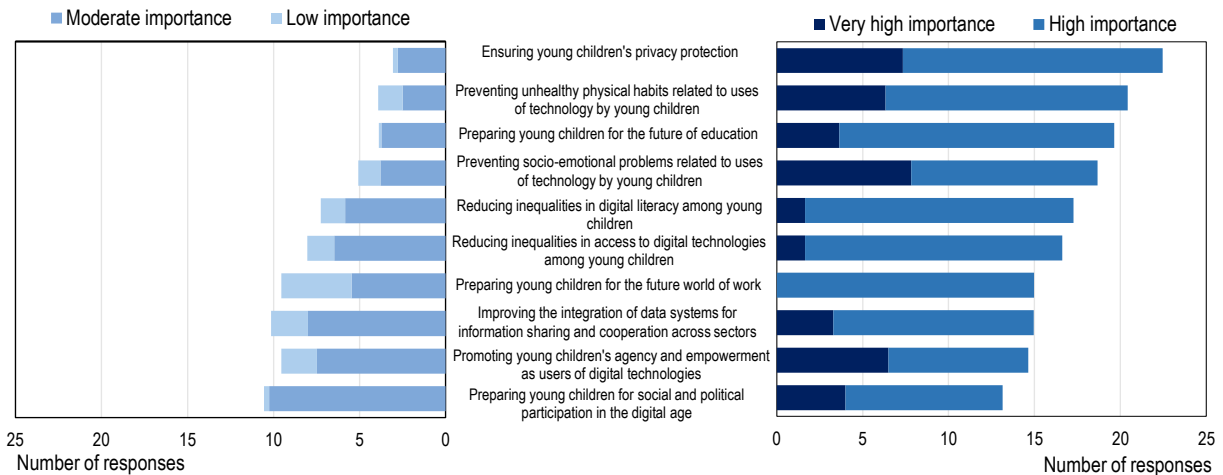 Moderate importance
Low importance
Very high importance
High importance
Ensuring young children's privacy protection
Preventing unhealthy physical habits related to uses
of technology by young children
Preparing young children for the future of education
Preventing socio-emotional problems related to uses
of technology by young children
Reducing inequalities in digital literacy among young
children
Reducing inequalities in access to digital technologies
among young children
Preparing young children for the future world of work
Improving the integration of data systems for
information sharing and cooperation across sectors
Promoting young children's agency and empowerment
as users of digital technologies
Preparing young children for social and political
participation in the digital age
25 20 15 10 5 0
0 5 10 15 20 25
Number of responses
Number of responses